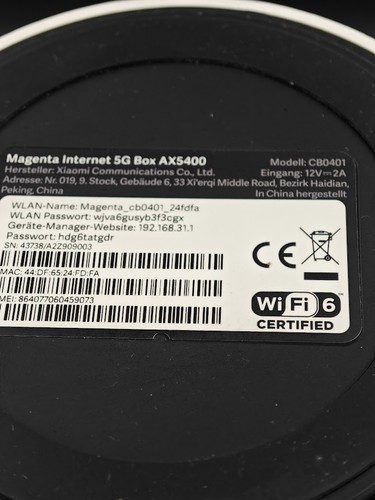 Magenta Internet 5G Box AX5400
Model: CB0401
Hersteller: Xiaomi Communications Co., Ltd.
Eingang: 12V⎓2A
Adresse: Nr. 019, 9. Stock, Gebäude 6, 33 Xi'erqi Middle Road, Bezirk Haidian,
Peking, China
In China hergestellt
WLAN-Name: Magenta_cb0401_24fdfa
WLAN Passwort: wjva6gusyb3f3cgx
Geräte-Manager-Website: 192.168.31.1
Passwort: hdg6tatgdr
SN: 43738/A2Z909003
MAC: 44:DF:65:24:FD:FA
MEI: 864077060459073
CE
Wi Fi 6
CERTIFIED